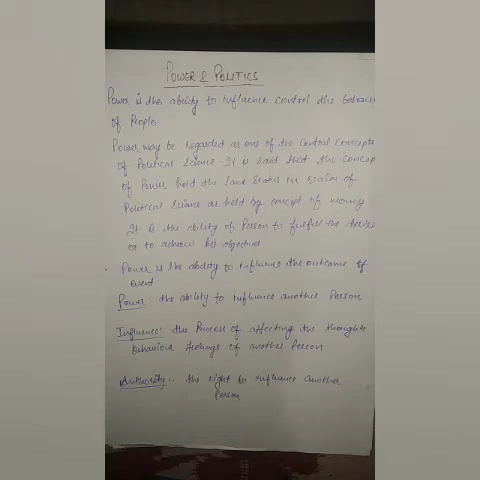 POWER & POLITICS
Power is the ability to influence control the behaviour
of People.
Power may be regarded as one of the Central Concepts
of Political Science. It is said that the Concept
of Power hold the same status in realm of
Political Science as held by concept of money
It is the ability of Person to fulfill the desire
or to achieve his objective
Power is the ability to influence the outcome of
event.
Power: the ability to influence another Person
Influence: the Process of affecting the thoughts
behaviour feelings of another Person
Authority:- the right to influence another
Person